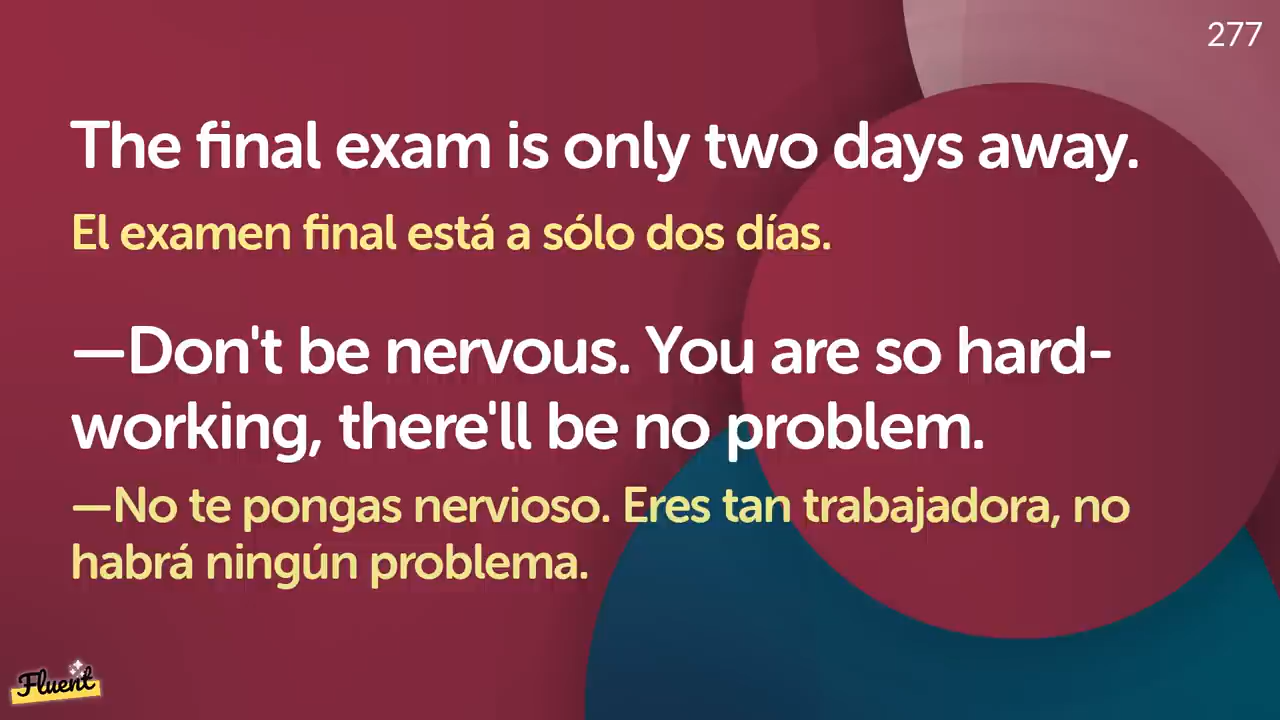 277
The final exam is only two days away.
El examen final está a sólo dos días.
—Don't be nervous. You are so hard-
working, there'll be no problem.
—No te pongas nervioso. Eres tan trabajadora, no
habrá ningún problema.
Fluent